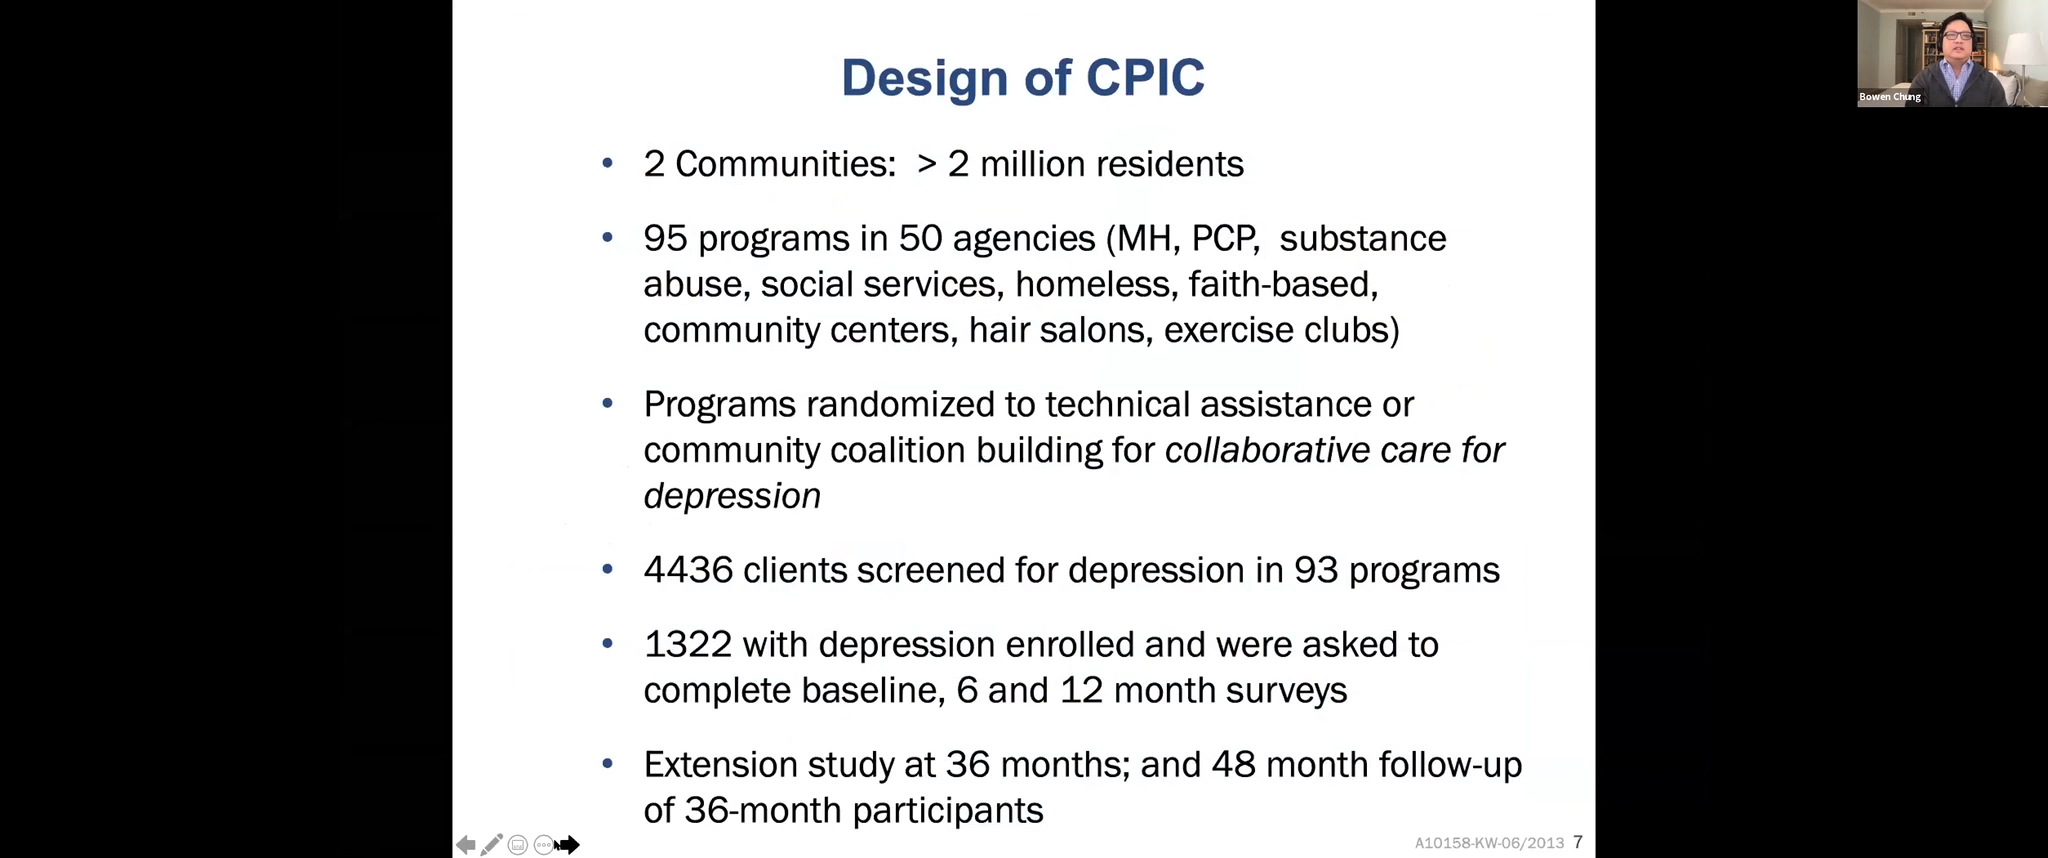 Design of CPIC
Bowen Chung
• 2 Communities: > 2 million residents
• 95 programs in 50 agencies (MH, PCP, substance
abuse, social services, homeless, faith-based,
community centers, hair salons, exercise clubs)
• Programs randomized to technical assistance or
community coalition building for collaborative care for
depression
• 4436 clients screened for depression in 93 programs
• 1322 with depression enrolled and were asked to
complete baseline, 6 and 12 month surveys
• Extension study at 36 months; and 48 month follow-up
of 36-month participants
A10158-KW-06/2013 7